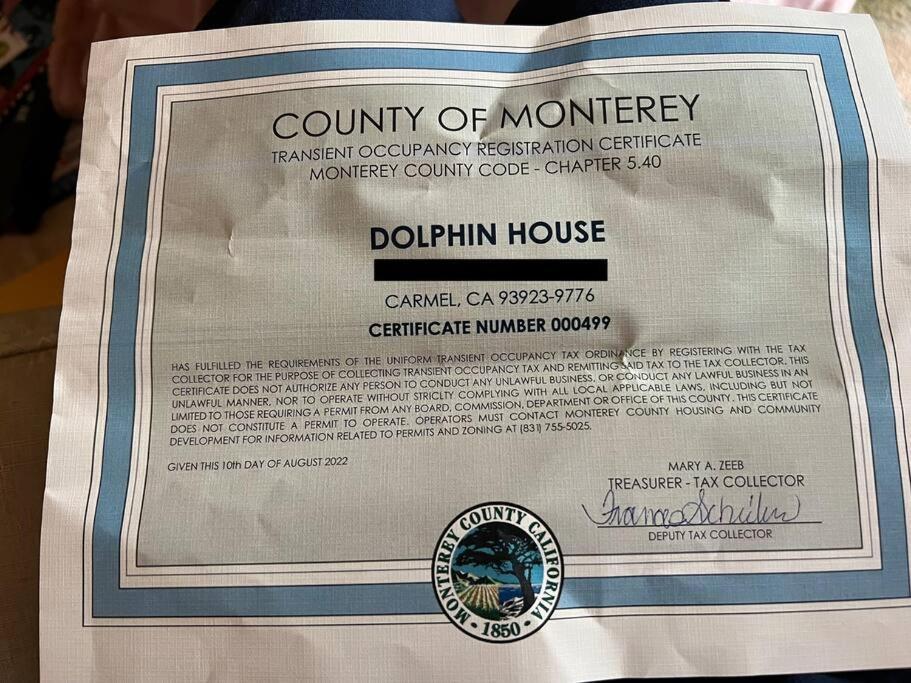 COUNTY OF MONTEREY
TRANSIENT OCCUPANCY REGISTRATION CERTIFICATE
MONTEREY COUNTY CODE - CHAPTER 5.40
DOLPHIN HOUSE
CARMEL, CA 93923-9776
CERTIFICATE NUMBER 000499
HAS FULFILLED THE REQUIREMENTS OF THE UNIFORM TRANSIENT OCCUPANCY TAX ORDINANCE BY REGISTERING WITH THE TAX
COLLECTOR FOR THE PURPOSE OF COLLECTING TRANSIENT OCCUPANCY TAX AND REMITTING SAID TAX TO THE TAX COLLECTOR. THIS
CERTIFICATE DOES NOT AUTHORIZE ANY PERSON TO CONDUCT ANY UNLAWFUL BUSINESS, OR CONDUCT ANY LAWFUL BUSINESS IN AN
UNLAWFUL MANNER, NOR TO OPERATE WITHOUT STRICLY COMPLYING WITH ALL LOCAL APPLICABLE LAWS, INCLUDING BUT NOT
LIMITED TO THOSE REQUIRING A PERMIT FROM ANY BOARD, COMMISSION, DEPARTMENT OR OFFICE OF THIS COUNTY. THIS CERTIFICATE
DOES NOT CONSTITUTE A PERMIT TO OPERATE. OPERATORS MUST CONTACT MONTEREY COUNTY HOUSING AND COMMUNITY
DEVELOPMENT FOR INFORMATION RELATED TO PERMITS AND ZONING AT (831) 755-5025.
GIVEN THIS 10th DAY OF AUGUST 2022
MARY A. ZEEB
TREASURER - TAX COLLECTOR
DEPUTY TAX COLLECTOR
MONTEREY COUNTY CALIFORNIA
• 1850 •